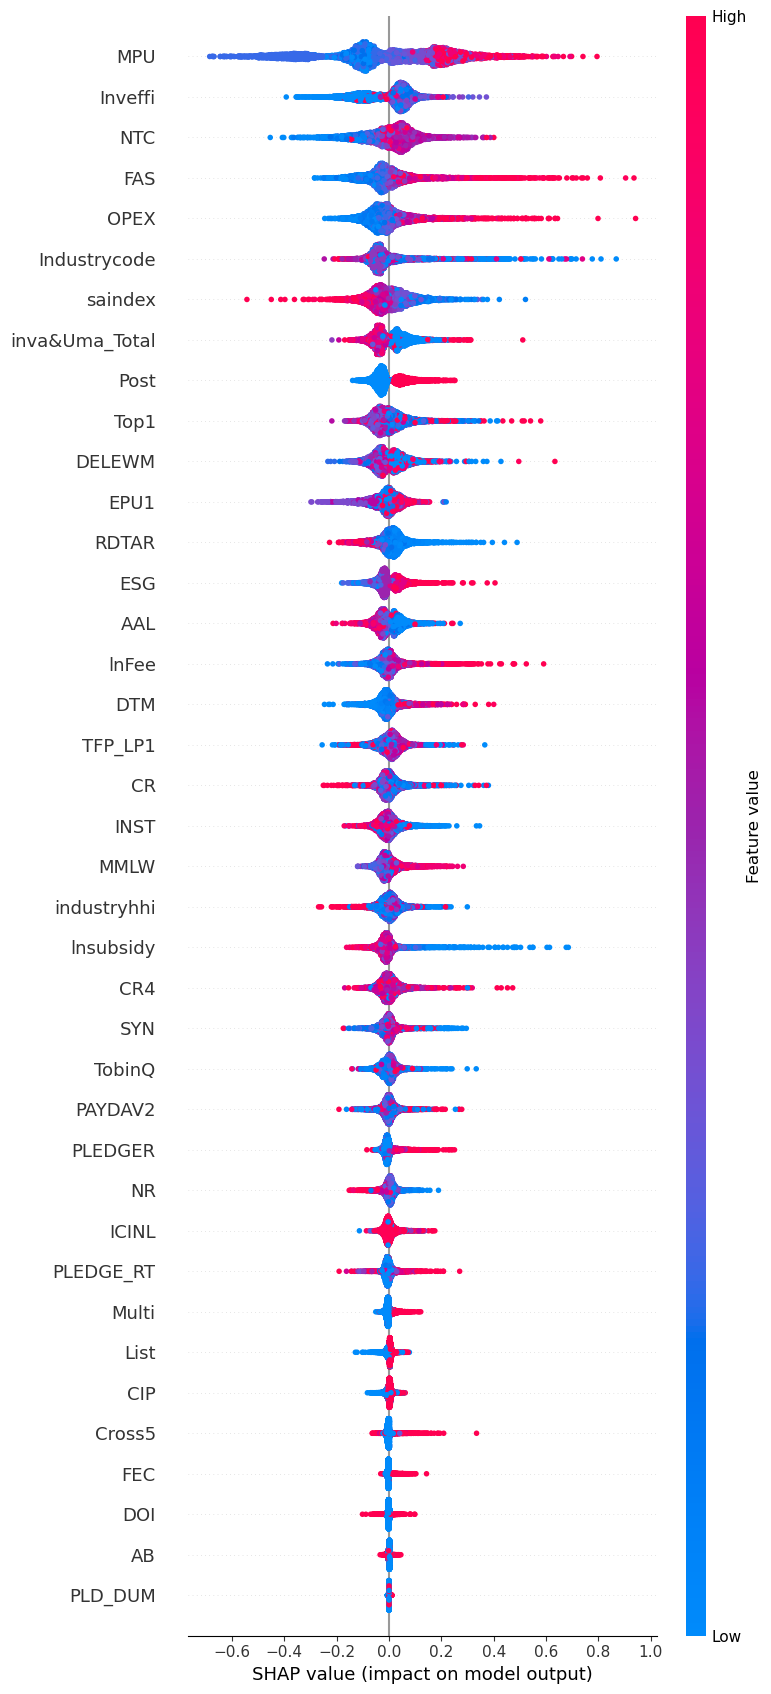 High
MPU
Inveffi
NTC
FAS
OPEX
Industrycode
saindex
inva&Uma_Total
Post
Top1
DELEWM
EPU1
RDTAR
ESG
AAL
InFee
DTM
TFP_LP1
CR
INST
MMLW
industryhhi
Insubsidy
CR4
SYN
TobinQ
PAYDAV2
PLEDGER
NR
ICINL
PLEDGE_RT
Multi
List
CIP
Cross5
FEC
DOI
AB
PLD_DUM
Feature value
Low
−0.6 −0.4 −0.2 0.0 0.2 0.4 0.6 0.8 1.0
SHAP value (impact on model output)